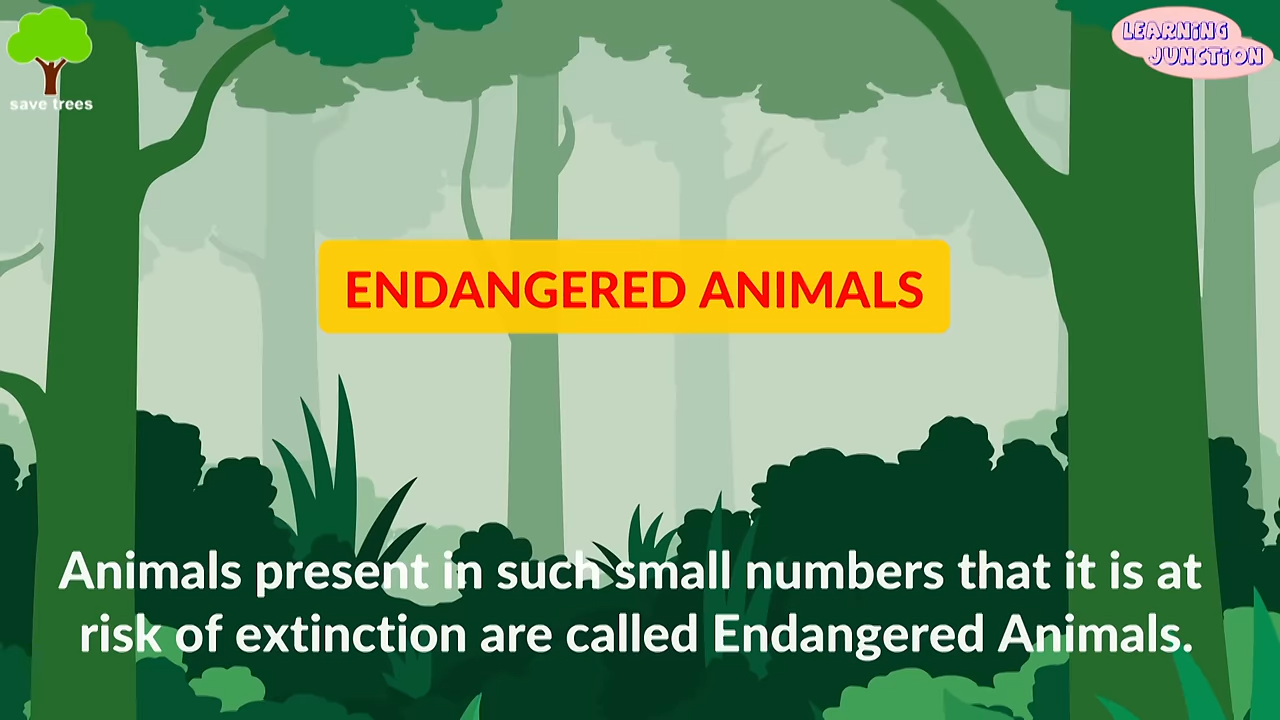 save trees
LEARNING
JUNCTION
ENDANGERED ANIMALS
Animals present in such small numbers that it is at
risk of extinction are called Endangered Animals.